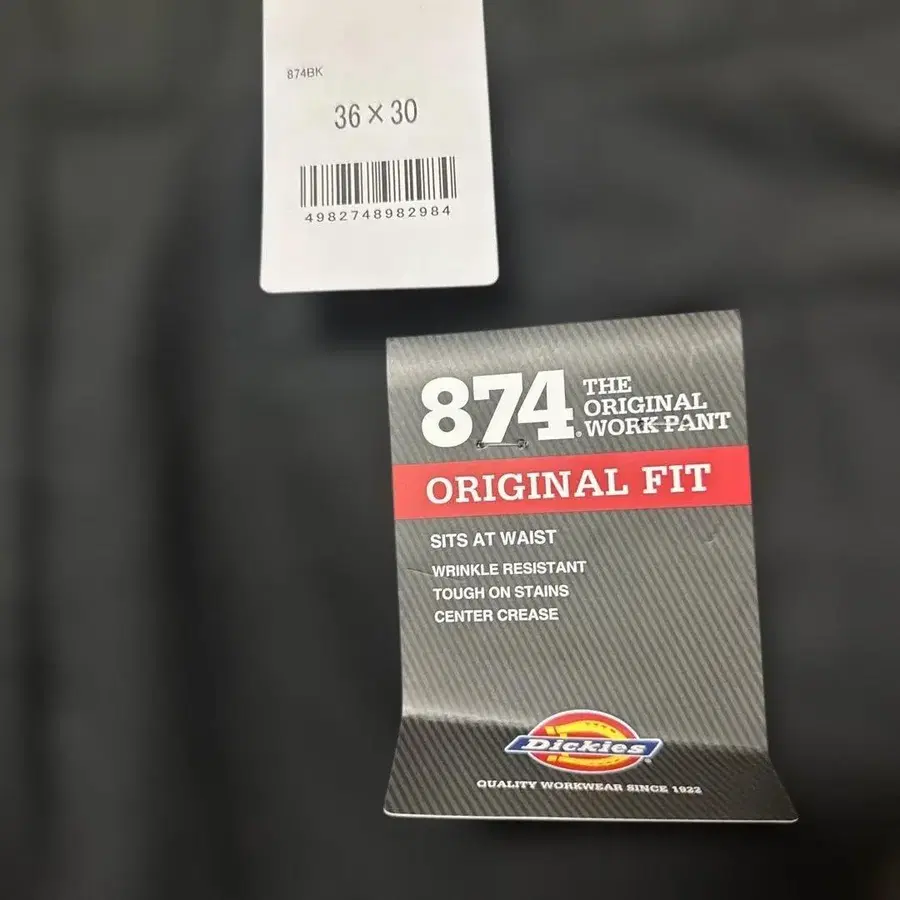 874BK
36×30
4982748982984
874® THE
ORIGINAL
WORK PANT
ORIGINAL FIT
SITS AT WAIST
WRINKLE RESISTANT
TOUGH ON STAINS
CENTER CREASE
Dickies®
QUALITY WORKWEAR SINCE 1922